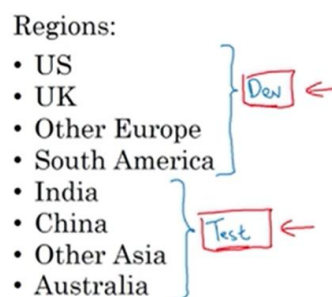 Regions:
• US
• UK
• Other Europe
• South America
Dev
• India
• China
• Other Asia
• Australia
Test